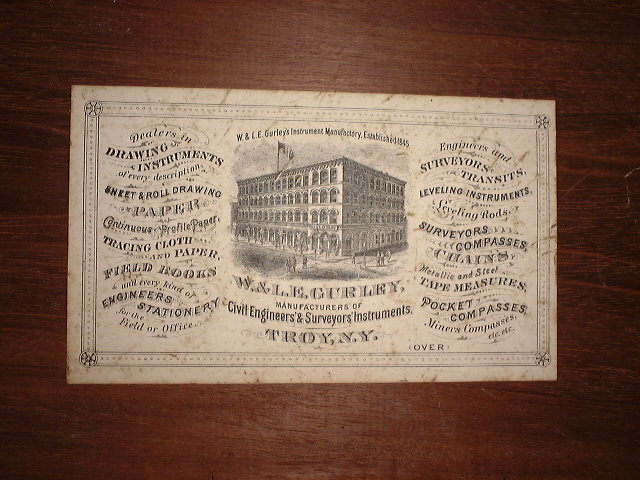 W. & L. E. Gurley's Instrument Manufactory, Established 1845.
Dealers in
DRAWING
INSTRUMENTS
of every description,
SHEET & ROLL DRAWING
PAPER
Continuous Profile Paper,
TRACING CLOTH
AND PAPER,
FIELD BOOKS
and every kind of
ENGINEERS'
STATIONERY
for the
Field or Office.
W. & L. E. GURLEY,
MANUFACTURERS OF
Civil Engineers' & Surveyors' Instruments,
TROY, N.Y.
Engineers and
SURVEYORS'
TRANSITS,
LEVELING INSTRUMENTS,
Leveling Rods,
SURVEYORS
COMPASSES,
CHAINS
Metallic and Steel
TAPE MEASURES,
POCKET
COMPASSES,
Miners Compasses,
etc. etc.
(OVER)